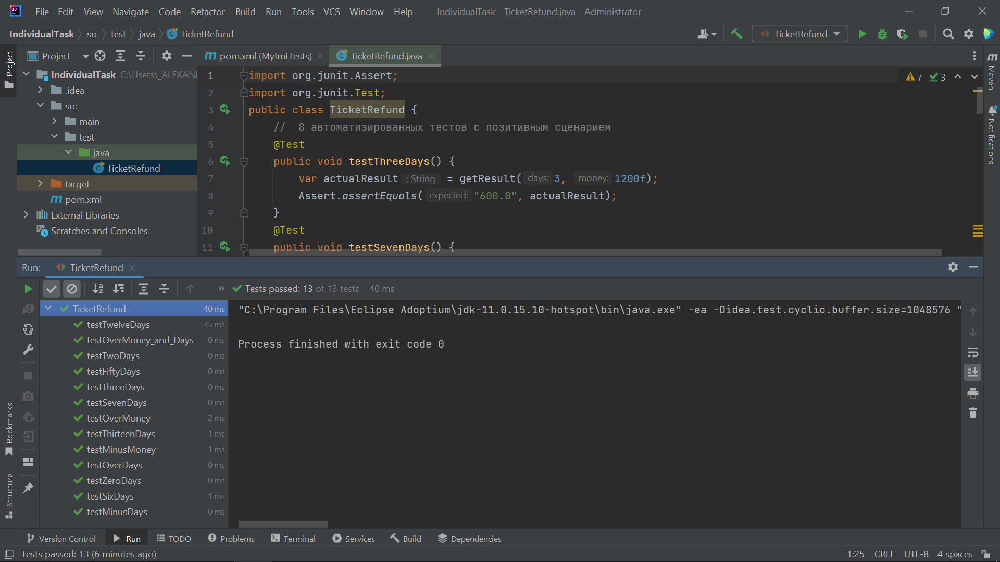 File Edit View Navigate Code Refactor Build Run Tools VCS Window Help IndividualTask - TicketRefund.java - Administrator
IndividualTask src test java TicketRefund TicketRefund
Project
pom.xml (MyImtTests) TicketRefund.java
Project
IndividualTask C:\Users\_ALEXAN
.idea
src
main
test
java
TicketRefund
target
pom.xml
External Libraries
Scratches and Consoles
1 import org.junit.Assert;
2 import org.junit.Test;
3 public class TicketRefund {
4 // 8 автоматизированных тестов с позитивным сценарием
5 @Test
6 public void testThreeDays() {
7 var actualResult : String = getResult( days: 3, money: 1200f);
8 Assert.assertEquals( expected: "600.0", actualResult);
9 }
10 @Test
11 public void testSevenDays() {
7 3
Maven
Notifications
Run: TicketRefund
Tests passed: 13 of 13 tests – 40 ms
TicketRefund 40 ms
testTwelveDays 35 ms
testOverMoney_and_Days 0 ms
testTwoDays 0 ms
testFiftyDays 0 ms
testThreeDays 0 ms
testSevenDays 0 ms
testOverMoney 2 ms
testThirteenDays 1 ms
testMinusMoney 1 ms
testOverDays 0 ms
testZeroDays 0 ms
testSixDays 1 ms
testMinusDays 0 ms
"C:\Program Files\Eclipse Adoptium\jdk-11.0.15.10-hotspot\bin\java.exe" -ea -Didea.test.cyclic.buffer.size=1048576 "
Process finished with exit code 0
Bookmarks
Structure
Version Control Run TODO Problems Terminal Services Build Dependencies
Tests passed: 13 (6 minutes ago) 1:25 CRLF UTF-8 4 spaces